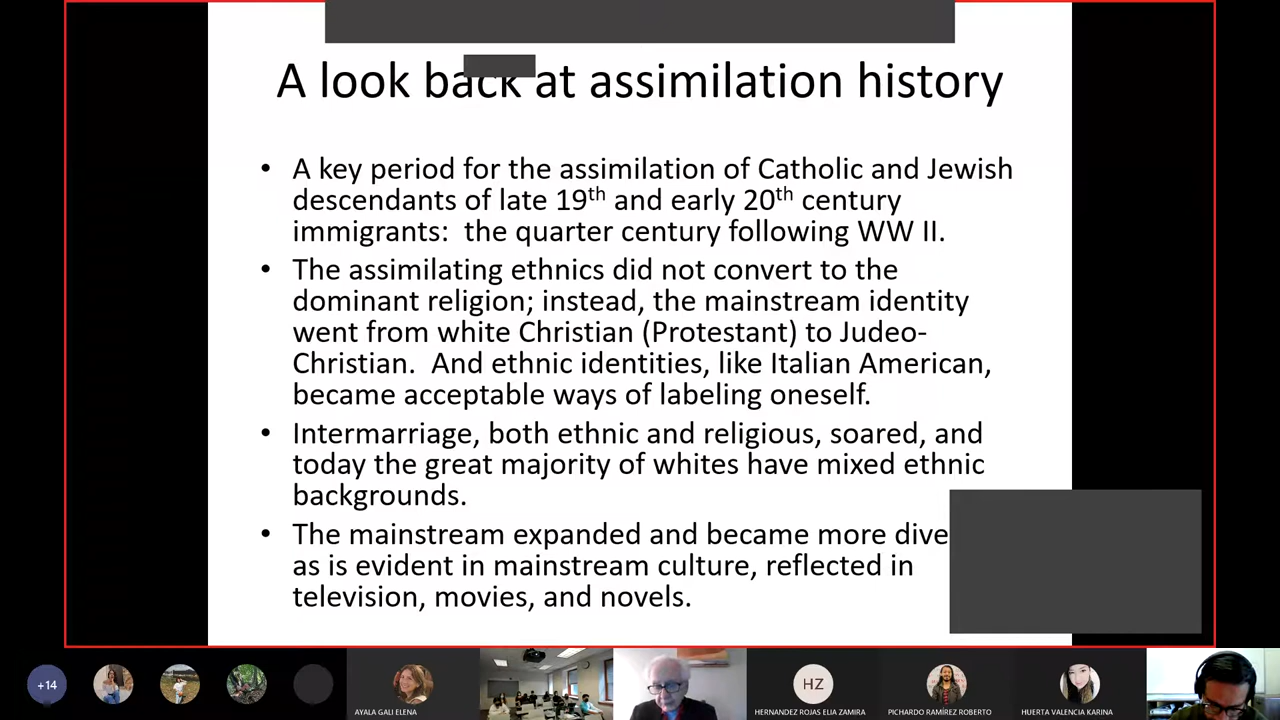 A look back at assimilation history
• A key period for the assimilation of Catholic and Jewish
descendants of late 19th and early 20th century
immigrants:  the quarter century following WW II.
• The assimilating ethnics did not convert to the
dominant religion; instead, the mainstream identity
went from white Christian (Protestant) to Judeo-
Christian.  And ethnic identities, like Italian American,
became acceptable ways of labeling oneself.
• Intermarriage, both ethnic and religious, soared, and
today the great majority of whites have mixed ethnic
backgrounds.
• The mainstream expanded and became more dive
as is evident in mainstream culture, reflected in
television, movies, and novels.
+14
HZ
AYALA GALI ELENA
HERNANDEZ ROJAS ELIA ZAMIRA
PICHARDO RAMÍREZ ROBERTO
HUERTA VALENCIA KARINA